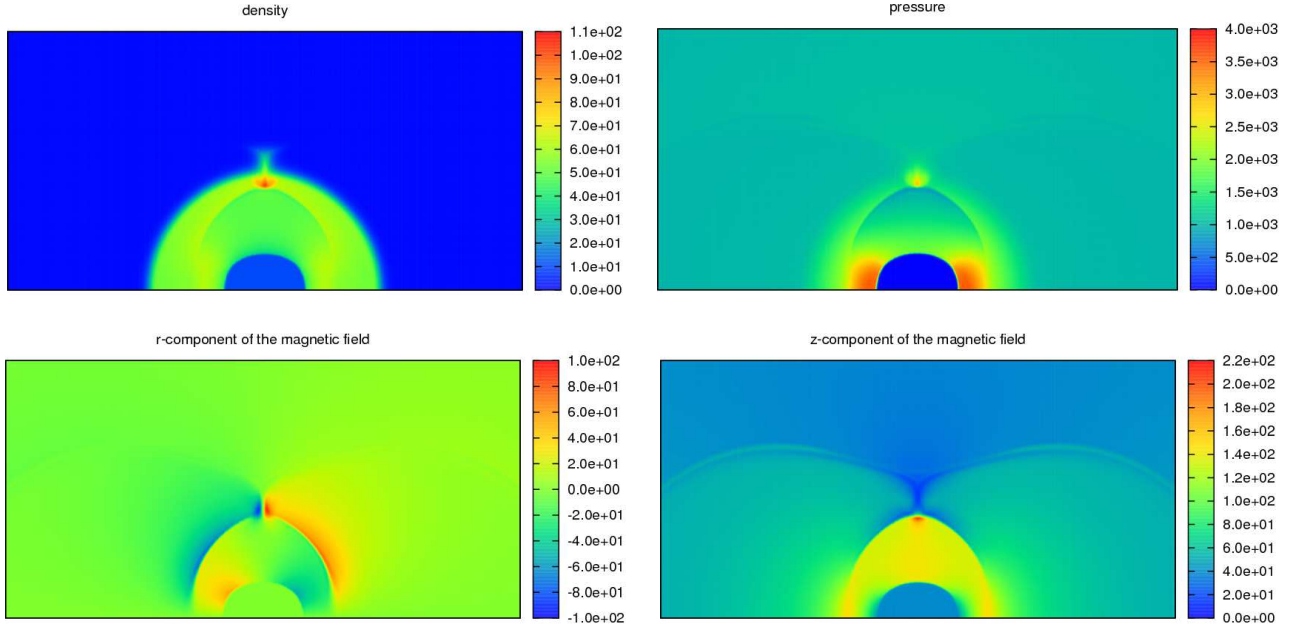 density
1.1e+02
1.0e+02
9.0e+01
8.0e+01
7.0e+01
6.0e+01
5.0e+01
4.0e+01
3.0e+01
2.0e+01
1.0e+01
0.0e+00
pressure
4.0e+03
3.5e+03
3.0e+03
2.5e+03
2.0e+03
1.5e+03
1.0e+03
5.0e+02
0.0e+00
r-component of the magnetic field
1.0e+02
8.0e+01
6.0e+01
4.0e+01
2.0e+01
0.0e+00
-2.0e+01
-4.0e+01
-6.0e+01
-8.0e+01
-1.0e+02
z-component of the magnetic field
2.2e+02
2.0e+02
1.8e+02
1.6e+02
1.4e+02
1.2e+02
1.0e+02
8.0e+01
6.0e+01
4.0e+01
2.0e+01
0.0e+00